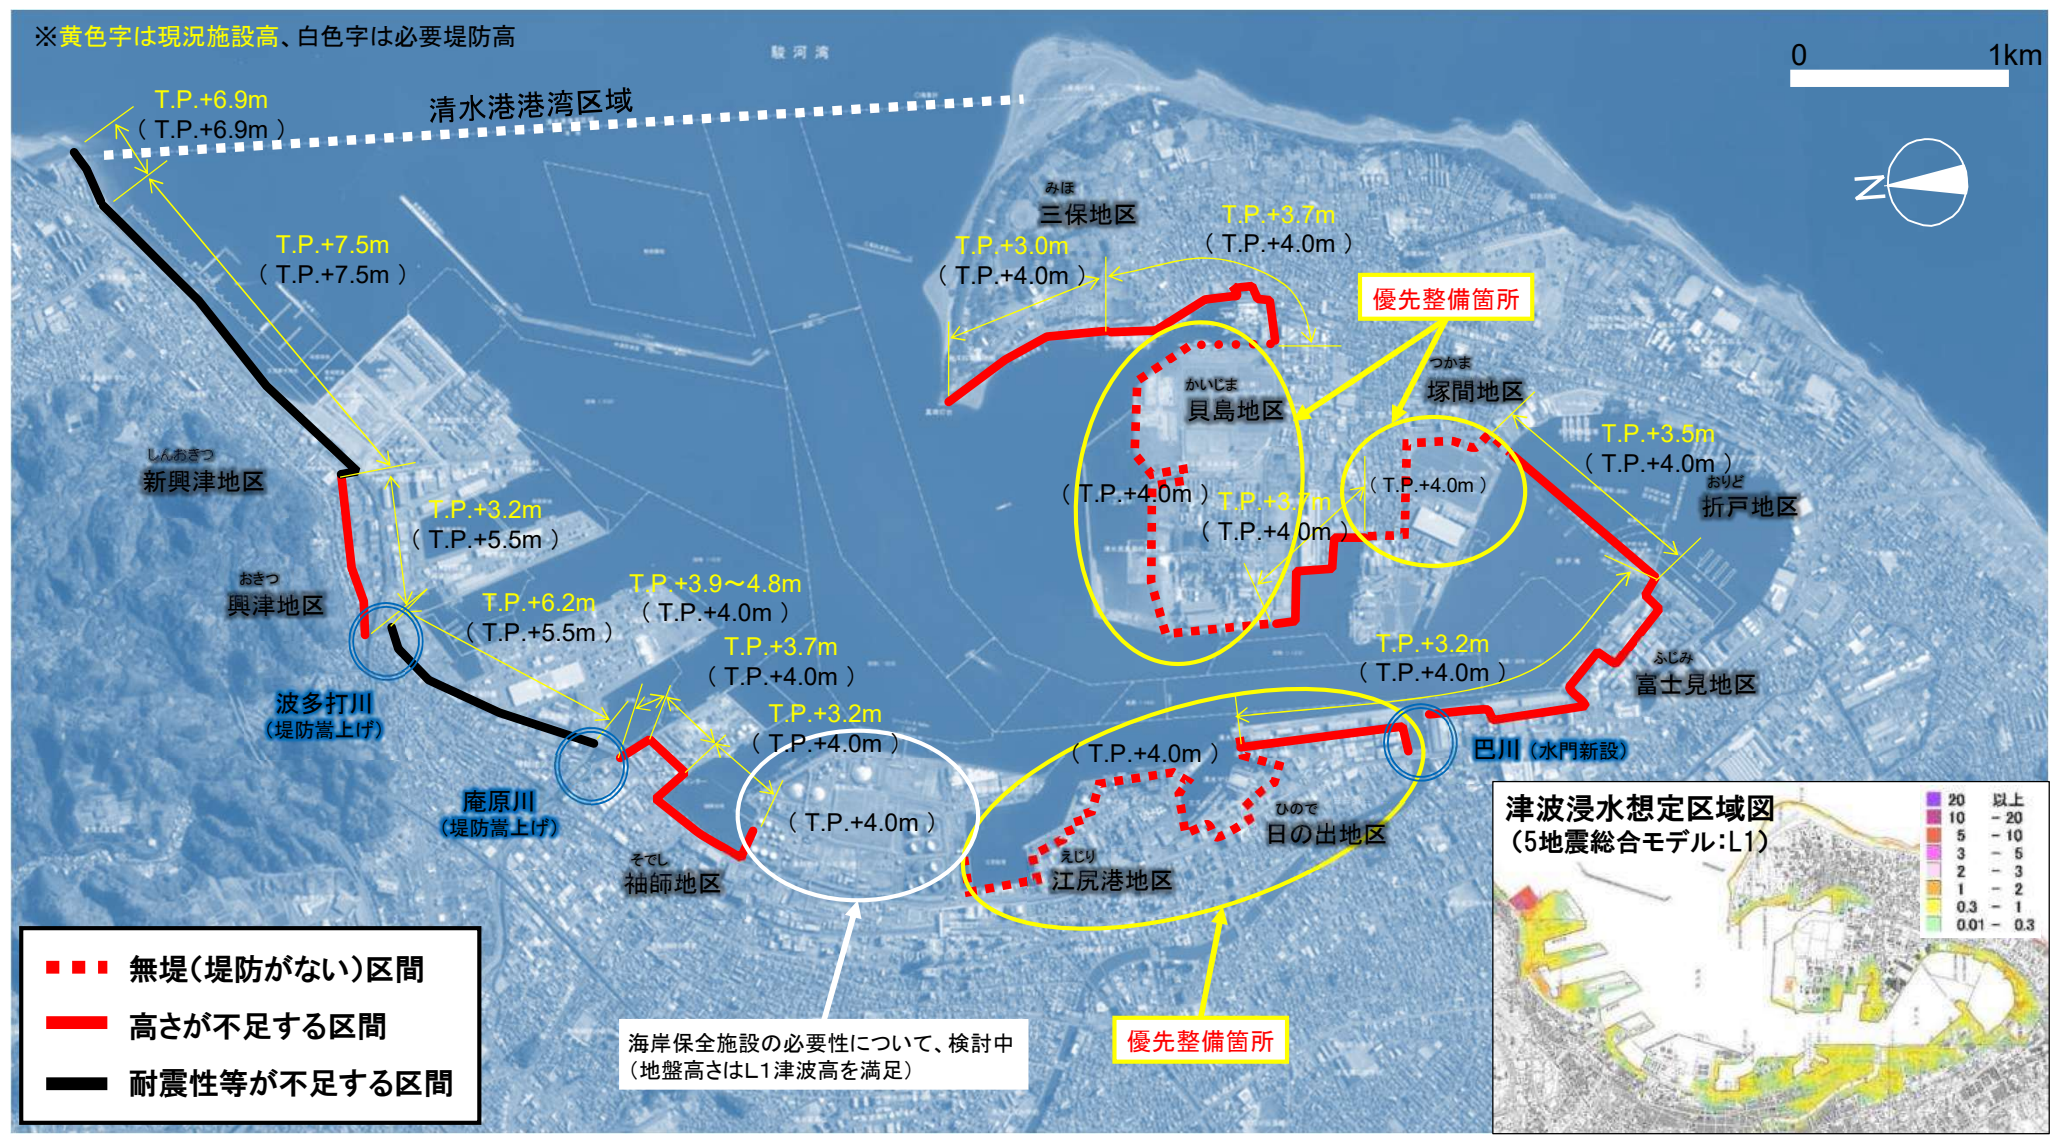 ※黄色字は現況施設高、白色字は必要堤防高
駿河湾
0 1km
N
清水港港湾区域
T.P.+6.9m
（ T.P.+6.9m ）
T.P.+7.5m
（ T.P.+7.5m ）
しんおきつ
新興津地区
T.P.+3.2m
（ T.P.+5.5m ）
おきつ
興津地区
T.P.+6.2m
（ T.P.+5.5m ）
T.P.+3.9～4.8m
（ T.P.+4.0m ）
T.P.+3.7m
（ T.P.+4.0m ）
T.P.+3.2m
（ T.P.+4.0m ）
波多打川
（堤防嵩上げ）
庵原川
（堤防嵩上げ）
そでし
袖師地区
（ T.P.+4.0m ）
みほ
三保地区
T.P.+3.0m
（ T.P.+4.0m ）
T.P.+3.7m
（ T.P.+4.0m ）
優先整備箇所
かいじま
貝島地区
（ T.P.+4.0m ）
T.P.+3.7m
（ T.P.+4.0m ）
つかま
塚間地区
（ T.P.+4.0m ）
T.P.+3.5m
（ T.P.+4.0m ）
おりど
折戸地区
T.P.+3.2m
（ T.P.+4.0m ）
ふじみ
富士見地区
巴川（水門新設）
（ T.P.+4.0m ）
ひので
日の出地区
えじり
江尻港地区
優先整備箇所
海岸保全施設の必要性について、検討中
（地盤高さはL１津波高を満足）
無堤（堤防がない）区間
高さが不足する区間
耐震性等が不足する区間
津波浸水想定区域図
（5地震総合モデル：L1）
20 以上
10 － 20
5 － 10
3 － 5
2 － 3
1 － 2
0.3 － 1
0.01 － 0.3